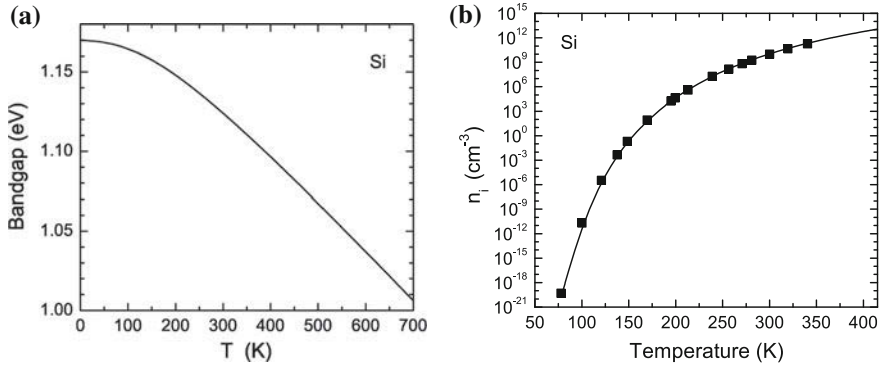 (a)
Si
Bandgap (eV)
1.15
1.10
1.05
1.00
0 100 200 300 400 500 600 700
T (K)
(b)
Si
n_i (cm^-3)
10^15
10^12
10^9
10^6
10^3
10^0
10^-3
10^-6
10^-9
10^-12
10^-15
10^-18
10^-21
50 100 150 200 250 300 350 400
Temperature (K)